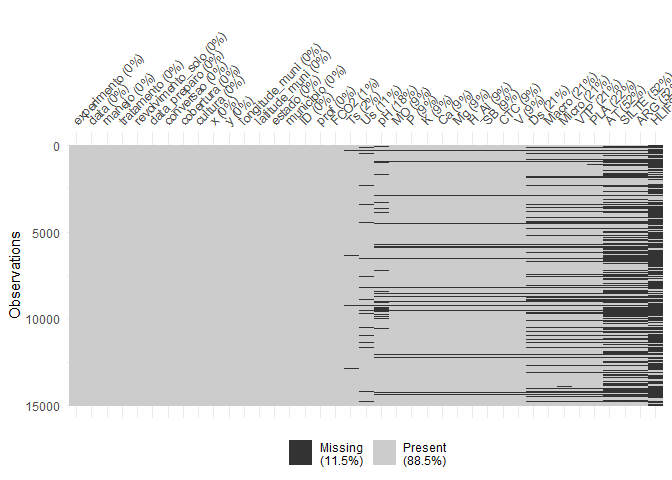 experimento (0%)
data (0%)
manejo (0%)
tratamento (0%)
revolvimento_solo (0%)
data_preparo (0%)
conversao (0%)
cobertura (0%)
cultura (0%)
x (0%)
y (0%)
longitude_muni (0%)
latitude_muni (0%)
estado (0%)
municipio (0%)
ID (0%)
prof (0%)
FCO2 (1%)
Ts (2%)
Us (11%)
pH (18%)
MO (9%)
P (9%)
K (9%)
Ca (9%)
Mg (9%)
H_Al (9%)
SB (9%)
CTC (9%)
V (9%)
Ds (21%)
Macro (21%)
Micro (21%)
VTP (21%)
PLA (22%)
AT (52%)
SILTE (52%)
ARG (52%)
HLIFS
0
5000
10000
15000
Observations
Missing
(11.5%)
Present
(88.5%)